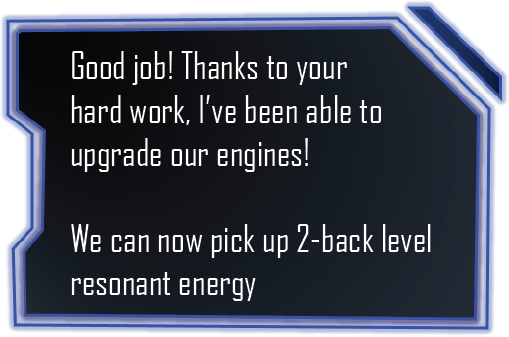 Good job! Thanks to your
hard work, I've been able to
upgrade our engines!
We can now pick up 2-back level
resonant energy